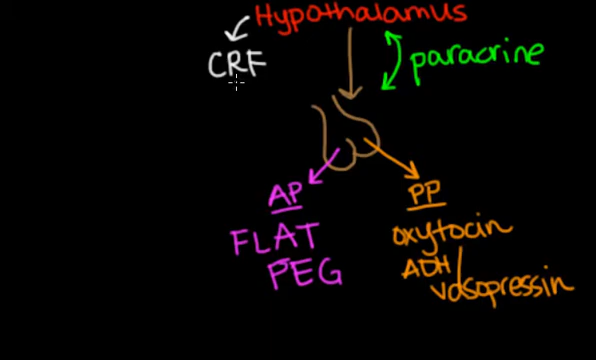 Hypothalamus
CRF
paracrine
AP
PP
FLAT
PEG
oxytocin
ADH/
vasopressin